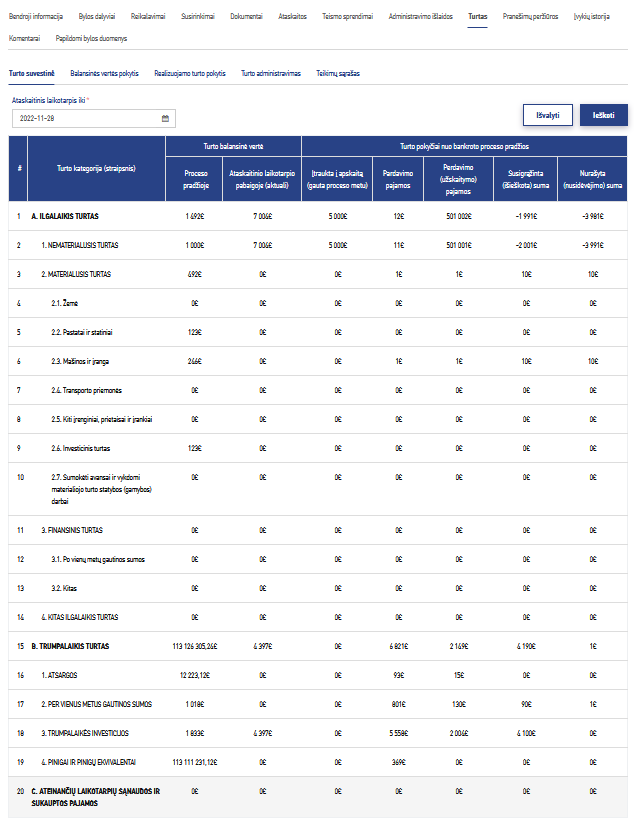 Bendroji informacija Bylos dalyviai Reikalavimai Susirinkimai Dokumentai Ataskaitos Teismo sprendimai Administravimo išlaidos Turtas Pranešimų peržiūros Įvykių istorija
Komentarai Papildomi bylos duomenys
Turto suvestinė Balansinės vertės pokytis Realizuojamo turto pokytis Turto administravimas Teikimų sąrašas
Ataskaitinis laikotarpis iki *
2022-11-28 Išvalyti Ieškoti
# Turto kategorija (straipsnis) Turto balansinė vertė Turto pokyčiai nuo bankroto proceso pradžios
Proceso pradžioje Ataskaitinio laikotarpio pabaigoje (aktuali) Įtraukta į apskaitą (gauta proceso metu) Pardavimo pajamos Perdavimo (užskaitymo) pajamos Susigrąžinta (išieškota) suma Nurašyta (nusidėvėjimo) suma
1 A. ILGALAIKIS TURTAS 1 492€ 7 006€ 5 000€ 12€ 501 002€ -1 991€ -3 981€
2 1. NEMATERIALUSIS TURTAS 1 000€ 7 006€ 5 000€ 11€ 501 001€ -2 001€ -3 991€
3 2. MATERIALUSIS TURTAS 492€ 0€ 0€ 1€ 1€ 10€ 10€
4 2.1. Žemė 0€ 0€ 0€ 0€ 0€ 0€ 0€
5 2.2. Pastatai ir statiniai 123€ 0€ 0€ 0€ 0€ 0€ 0€
6 2.3. Mašinos ir įranga 246€ 0€ 0€ 1€ 1€ 10€ 10€
7 2.4. Transporto priemonės 0€ 0€ 0€ 0€ 0€ 0€ 0€
8 2.5. Kiti įrenginiai, prietaisai ir įrankiai 0€ 0€ 0€ 0€ 0€ 0€ 0€
9 2.6. Investicinis turtas 123€ 0€ 0€ 0€ 0€ 0€ 0€
10 2.7. Sumokėti avansai ir vykdomi 0€ 0€ 0€ 0€ 0€ 0€ 0€
materialiojo turto statybos (gamybos)
darbai
11 3. FINANSINIS TURTAS 0€ 0€ 0€ 0€ 0€ 0€ 0€
12 3.1. Po vienų metų gautinos sumos 0€ 0€ 0€ 0€ 0€ 0€ 0€
13 3.2. Kitas 0€ 0€ 0€ 0€ 0€ 0€ 0€
14 4. KITAS ILGALAIKIS TURTAS 0€ 0€ 0€ 0€ 0€ 0€ 0€
15 B. TRUMPALAIKIS TURTAS 113 126 305,24€ 4 397€ 0€ 6 821€ 2 149€ 4 190€ 1€
16 1. ATSARGOS 12 223,12€ 0€ 0€ 93€ 15€ 0€ 0€
17 2. PER VIENUS METUS GAUTINOS SUMOS 1 018€ 0€ 0€ 801€ 130€ 90€ 1€
18 3. TRUMPALAIKĖS INVESTICIJOS 1 833€ 4 397€ 0€ 5 558€ 2 004€ 4 100€ 0€
19 4. PINIGAI IR PINIGŲ EKVIVALENTAI 113 111 231,12€ 0€ 0€ 369€ 0€ 0€ 0€
20 C. ATEINANČIŲ LAIKOTARPIŲ SĄNAUDOS IR 0€ 0€ 0€ 0€ 0€ 0€ 0€
SUKAUPTOS PAJAMOS